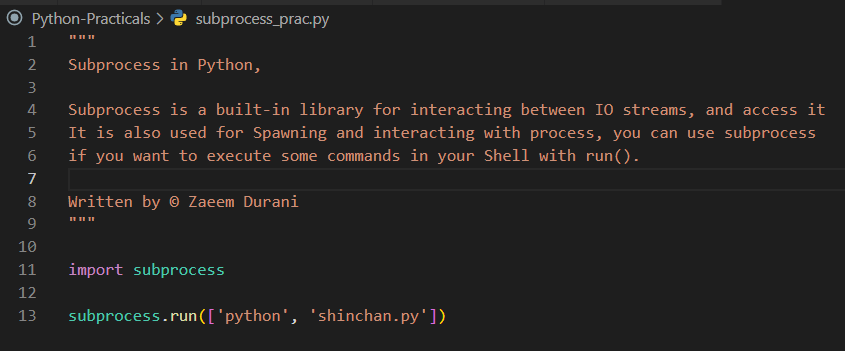 Python-Practicals > subprocess_prac.py
1 """
2 Subprocess in Python,
3
4 Subprocess is a built-in library for interacting between IO streams, and access it
5 It is also used for Spawning and interacting with process, you can use subprocess
6 if you want to execute some commands in your Shell with run().
7
8 Written by © Zaeem Durani
9 """
10
11 import subprocess
12
13 subprocess.run(['python', 'shinchan.py'])